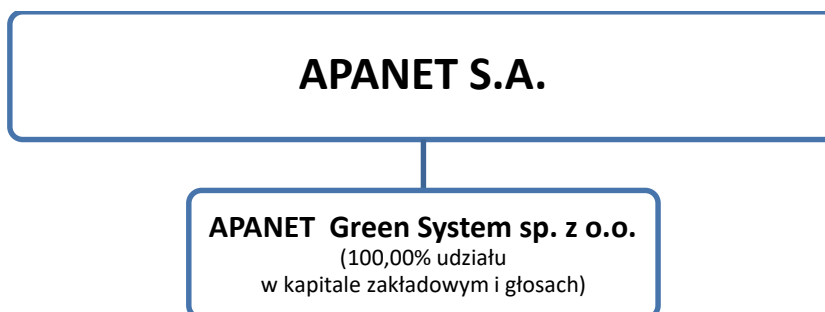 APANET S.A.
APANET Green System sp. z o.o.
(100,00% udziału
w kapitale zakładowym i głosach)